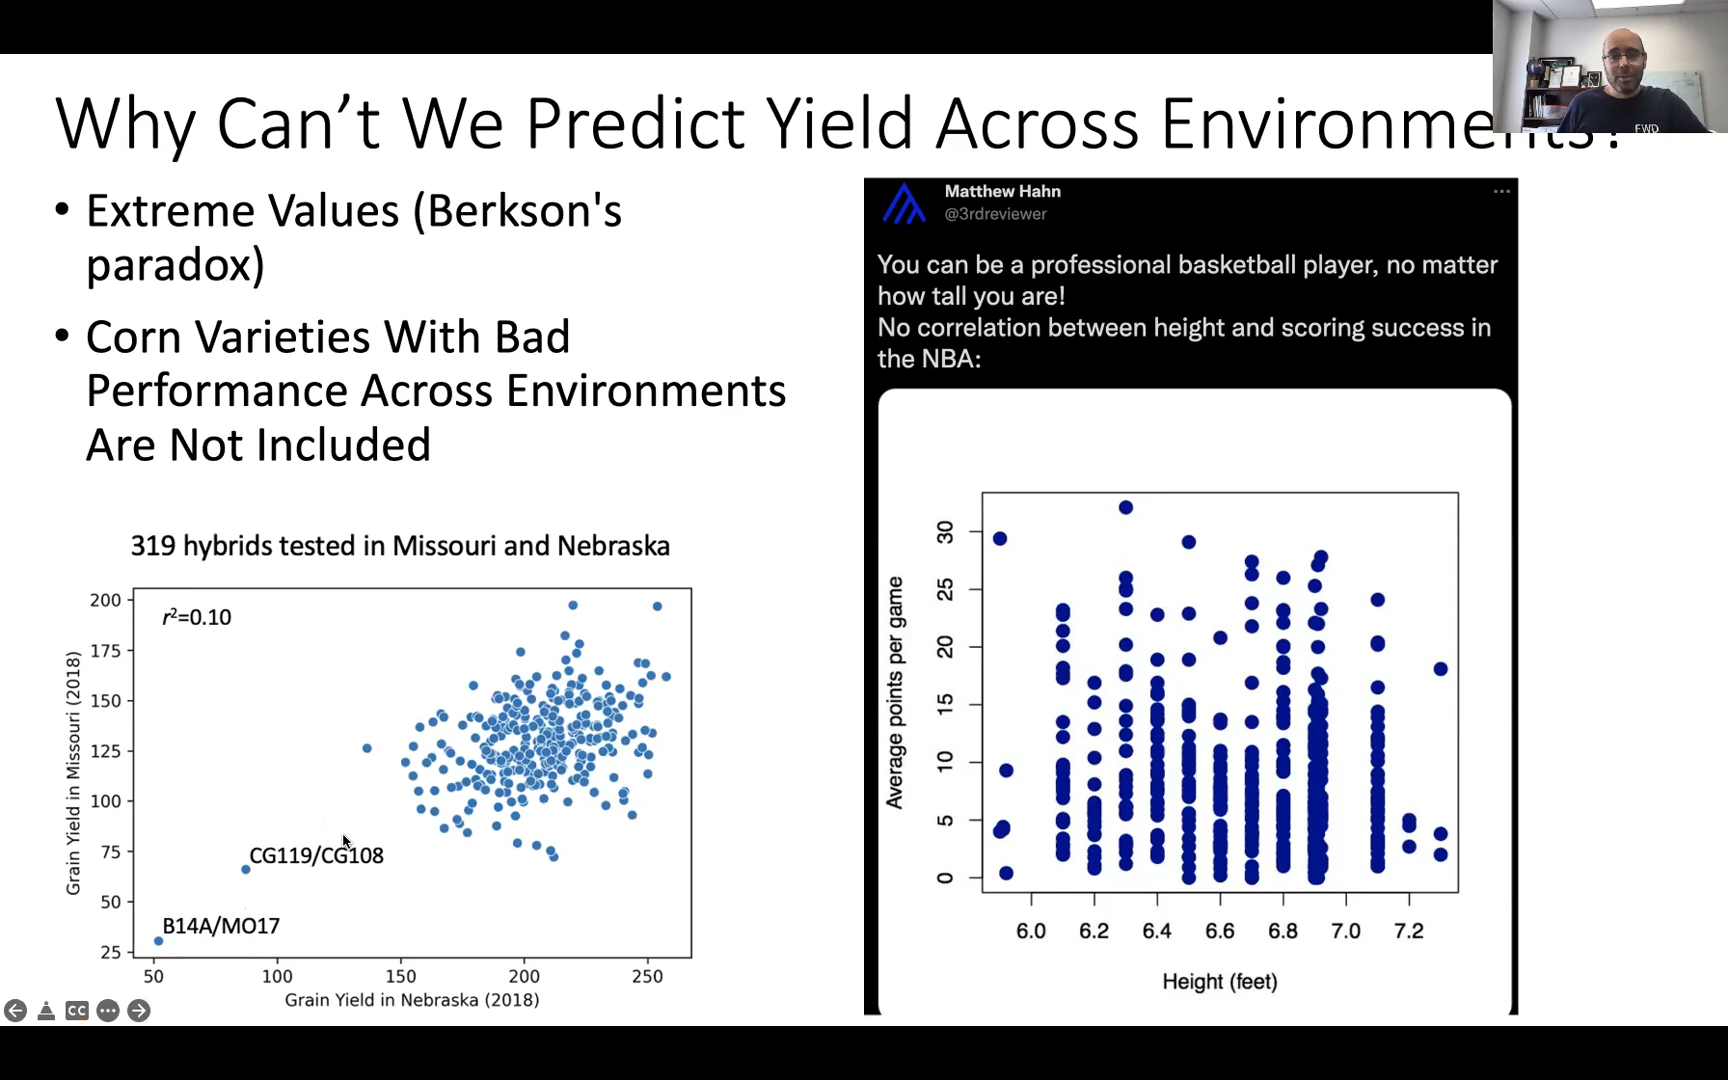 Why Can't We Predict Yield Across Environments?
• Extreme Values (Berkson's
paradox)
• Corn Varieties With Bad
Performance Across Environments
Are Not Included
319 hybrids tested in Missouri and Nebraska
r²=0.10
200
175
150
125
100
75
50
25
Grain Yield in Missouri (2018)
CG119/CG108
B14A/MO17
50
100
150
200
250
Grain Yield in Nebraska (2018)
CC
Matthew Hahn
@3rdreviewer
You can be a professional basketball player, no matter
how tall you are!
No correlation between height and scoring success in
the NBA:
30
25
20
15
10
5
0
Average points per game
6.0
6.2
6.4
6.6
6.8
7.0
7.2
Height (feet)
FWD